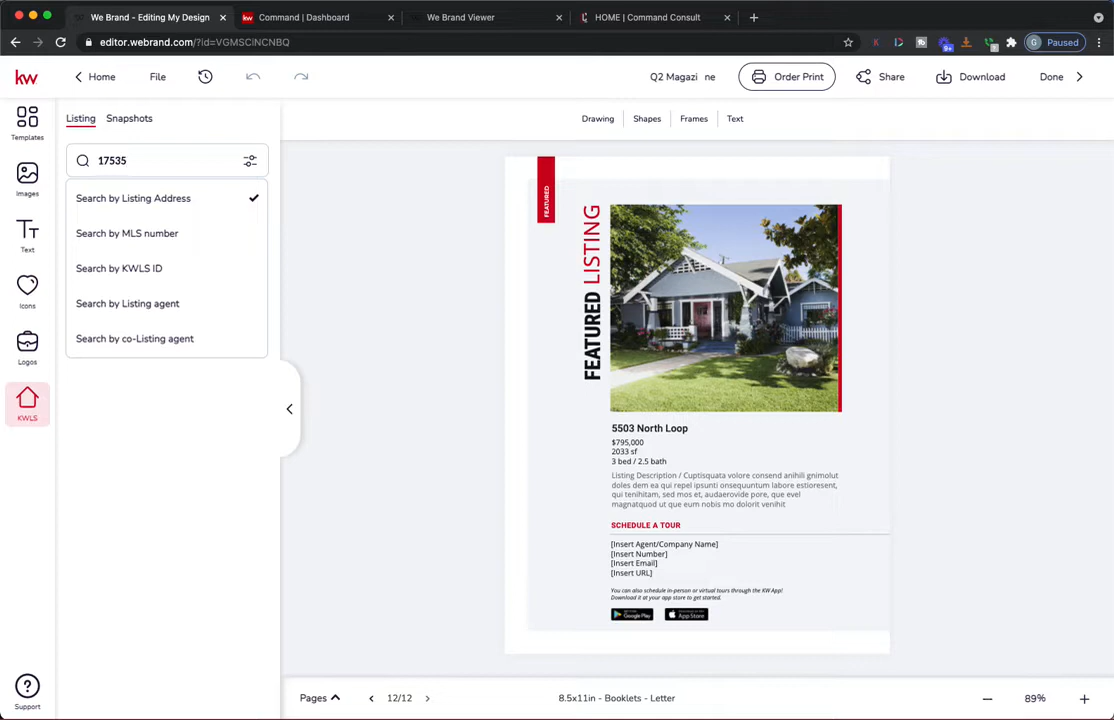 We Brand - Editing My Design
Command | Dashboard
We Brand Viewer
HOME | Command Consult
editor.webrand.com/?id=VGMSCiNCNBQ
9+
G Paused
kw
Home
File
Q2 Magazi ne
Order Print
Share
Download
Done
Templates
Images
Text
Icons
Logos
KWLS
Support
Listing
Snapshots
17535
Search by Listing Address
Search by MLS number
Search by KWLS ID
Search by Listing agent
Search by co-Listing agent
Drawing
Shapes
Frames
Text
FEATURED
FEATURED LISTING
5503 North Loop
$795,000
2033 sf
3 bed / 2.5 bath
Listing Description / Cuptisquata volore consend anihili gnimolut
doles dem ea qui repel ipsunti onsequuntum labore estioresent,
qui tenihitam, sed mos et, audaerovide pore, que evel
magnatquod ut que eum nobis mo dolorit venihit
SCHEDULE A TOUR
[Insert Agent/Company Name]
[Insert Number]
[Insert Email]
[Insert URL]
You can also schedule in-person or virtual tours through the KW App!
Download it at your app store to get started.
Google Play
App Store
Pages
12/12
8.5x11in - Booklets - Letter
89%